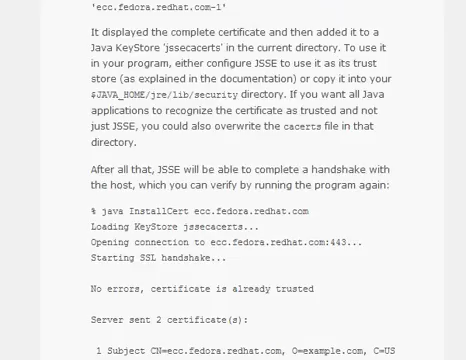 'ecc.fedora.redhat.com-1'
It displayed the complete certificate and then added it to a
Java KeyStore 'jssecacerts' in the current directory. To use it
in your program, either configure JSSE to use it as its trust
store (as explained in the documentation) or copy it into your
$JAVA_HOME/jre/lib/security directory. If you want all Java
applications to recognize the certificate as trusted and not
just JSSE, you could also overwrite the cacerts file in that
directory.
After all that, JSSE will be able to complete a handshake with
the host, which you can verify by running the program again:
% java InstallCert ecc.fedora.redhat.com
Loading KeyStore jssecacerts...
Opening connection to ecc.fedora.redhat.com:443...
Starting SSL handshake...
No errors, certificate is already trusted
Server sent 2 certificate(s):
1 Subject CN=ecc.fedora.redhat.com, O=example.com, C=US